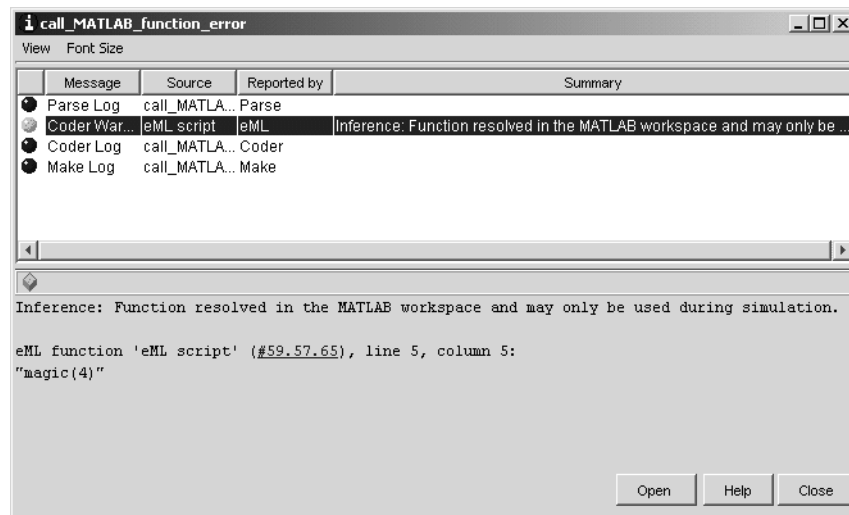 call_MATLAB_function_error
View Font Size
Message Source Reported by Summary
Parse Log call_MATLA... Parse
Coder War... eML script eML Inference: Function resolved in the MATLAB workspace and may only be ...
Coder Log call_MATLA... Coder
Make Log call_MATLA... Make
Inference: Function resolved in the MATLAB workspace and may only be used during simulation.
eML function 'eML script' (#59.57.65), line 5, column 5:
"magic(4)"
Open Help Close